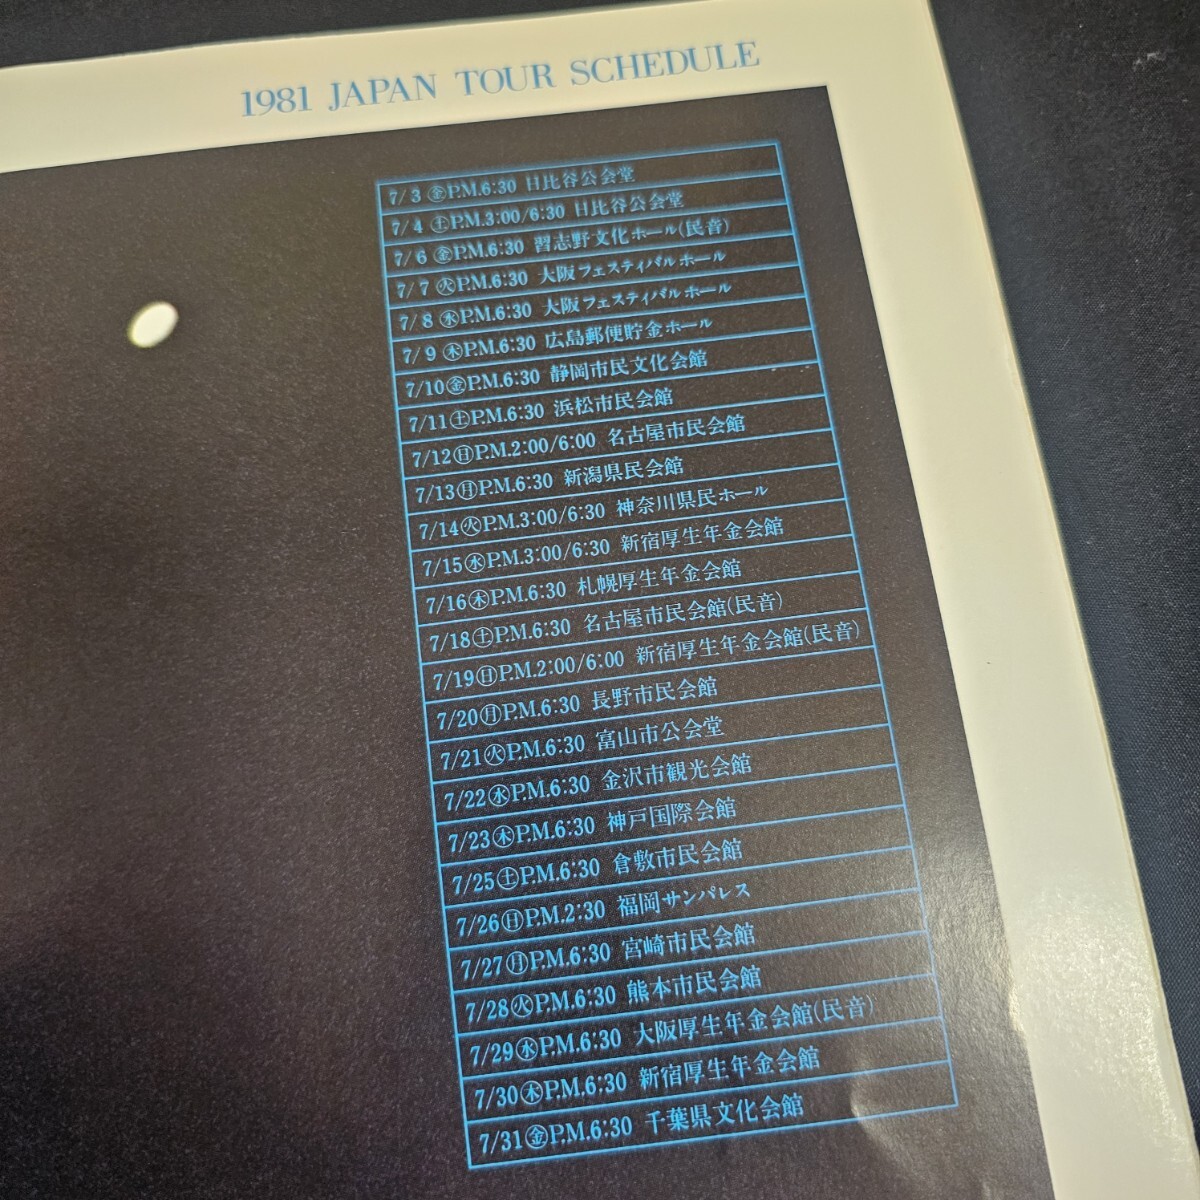 1981 JAPAN TOUR SCHEDULE
7/3㊎P.M.6:30 日比谷公会堂
7/4㊏P.M.3:00/6:30 日比谷公会堂
7/6㊎P.M.6:30 習志野文化ホール(民音)
7/7㊋P.M.6:30 大阪フェスティバルホール
7/8㊌P.M.6:30 大阪フェスティバルホール
7/9㊍P.M.6:30 広島郵便貯金ホール
7/10㊎P.M.6:30 静岡市民文化会館
7/11㊏P.M.6:30 浜松市民会館
7/12㊐P.M.2:00/6:00 名古屋市民会館
7/13㊊P.M.6:30 新潟県民会館
7/14㊋P.M.3:00/6:30 神奈川県民ホール
7/15㊌P.M.3:00/6:30 新宿厚生年金会館
7/16㊍P.M.6:30 札幌厚生年金会館
7/18㊏P.M.6:30 名古屋市民会館(民音)
7/19㊐P.M.2:00/6:00 新宿厚生年金会館(民音)
7/20㊊P.M.6:30 長野市民会館
7/21㊋P.M.6:30 富山市公会堂
7/22㊌P.M.6:30 金沢市観光会館
7/23㊍P.M.6:30 神戸国際会館
7/25㊏P.M.6:30 倉敷市民会館
7/26㊐P.M.2:30 福岡サンパレス
7/27㊊P.M.6:30 宮崎市民会館
7/28㊋P.M.6:30 熊本市民会館
7/29㊌P.M.6:30 大阪厚生年金会館(民音)
7/30㊍P.M.6:30 新宿厚生年金会館
7/31㊎P.M.6:30 千葉県文化会館